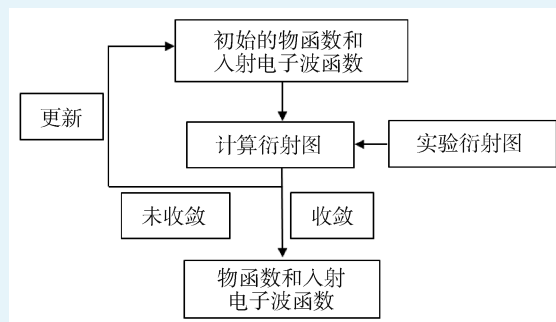 初始的物函数和
入射电子波函数
更新
计算衍射图
实验衍射图
未收敛
收敛
物函数和入射
电子波函数